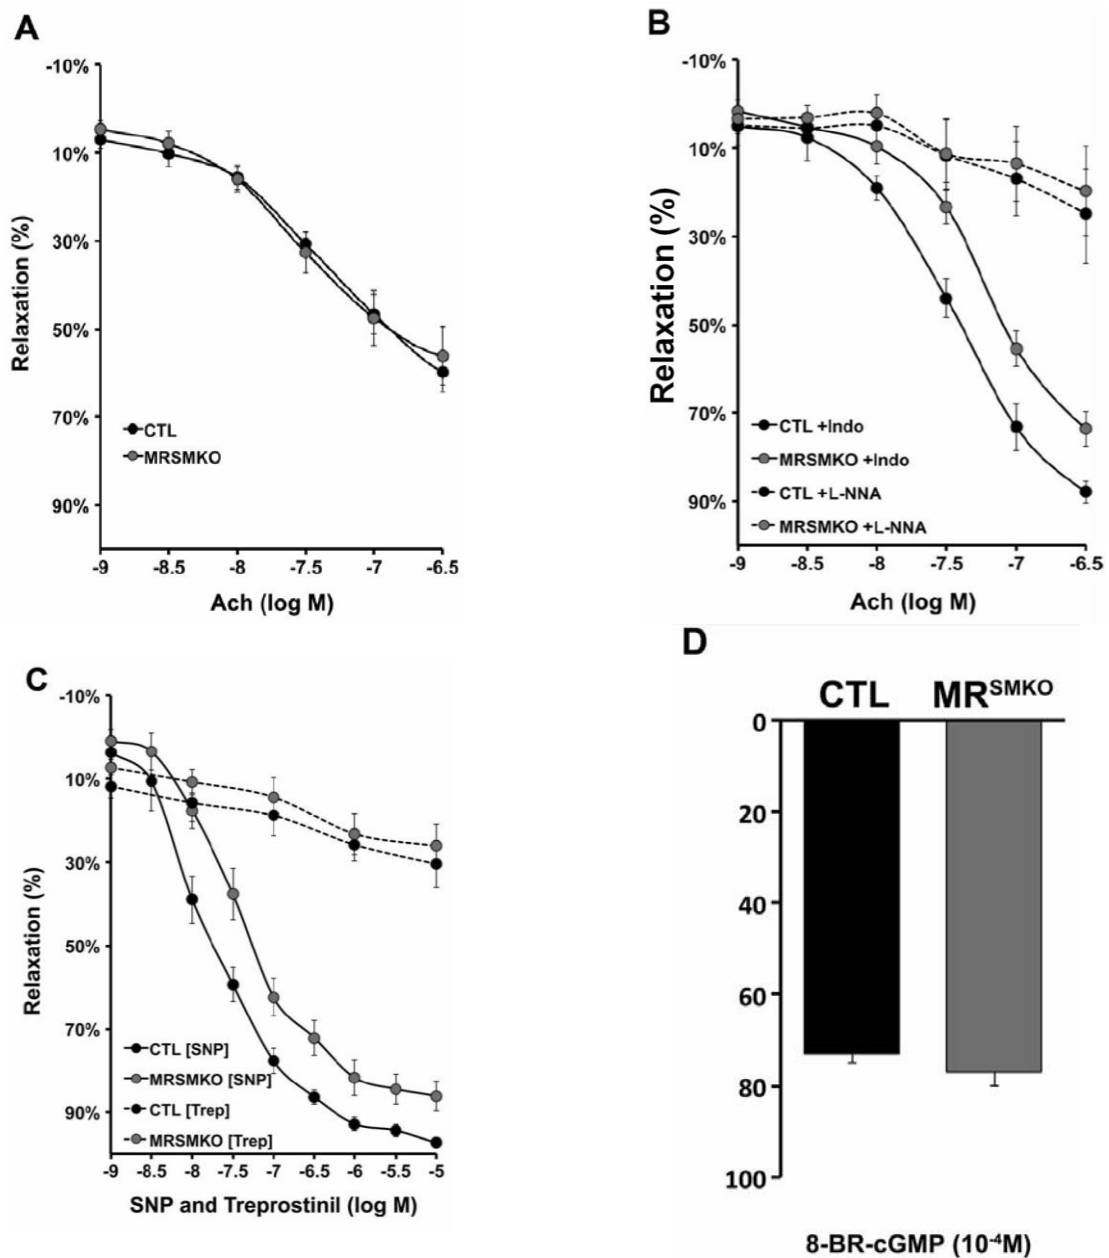 A
-10%
10%
30%
50%
70%
90%
Relaxation (%)
CTL
MRSMKO
-9 -8.5 -8 -7.5 -7 -6.5
Ach (log M)
B
-10%
10%
30%
50%
70%
90%
Relaxation (%)
CTL +Indo
MRSMKO +Indo
CTL +L-NNA
MRSMKO +L-NNA
-9 -8.5 -8 -7.5 -7 -6.5
Ach (log M)
C
-10%
10%
30%
50%
70%
90%
Relaxation (%)
CTL [SNP]
MRSMKO [SNP]
CTL [Trep]
MRSMKO [Trep]
-9 -8.5 -8 -7.5 -7 -6.5 -6 -5.5 -5
SNP and Treprostinil (log M)
D
CTL MRSMKO
0
20
40
60
80
100
8-BR-cGMP (10-4M)